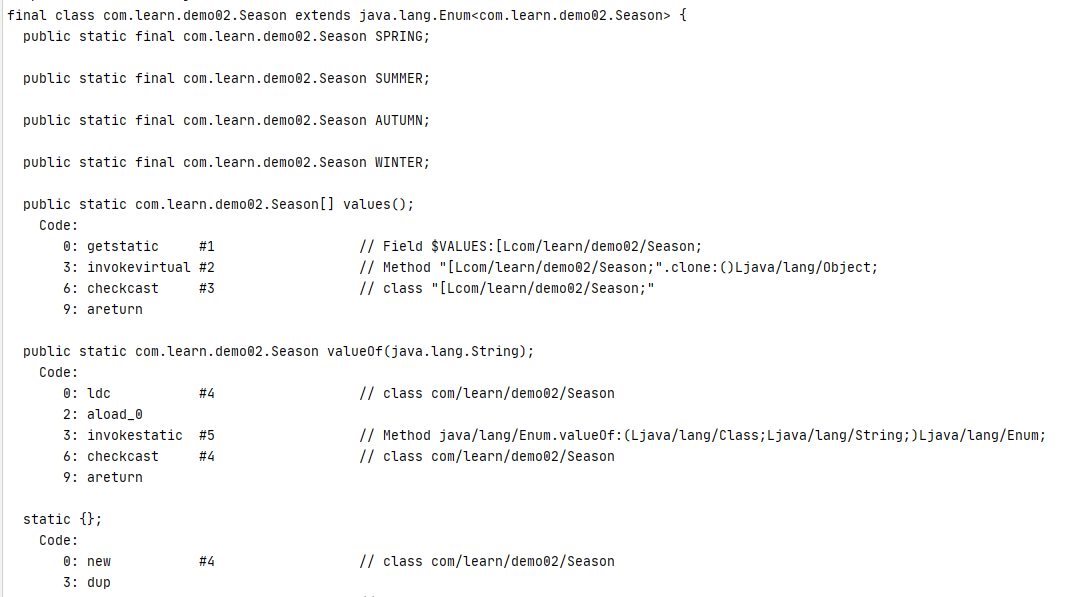 final class com.learn.demo02.Season extends java.lang.Enum<com.learn.demo02.Season> {
  public static final com.learn.demo02.Season SPRING;

  public static final com.learn.demo02.Season SUMMER;

  public static final com.learn.demo02.Season AUTUMN;

  public static final com.learn.demo02.Season WINTER;

  public static com.learn.demo02.Season[] values();
    Code:
       0: getstatic     #1                  // Field $VALUES:[Lcom/learn/demo02/Season;
       3: invokevirtual #2                  // Method "[Lcom/learn/demo02/Season;".clone:()Ljava/lang/Object;
       6: checkcast     #3                  // class "[Lcom/learn/demo02/Season;"
       9: areturn

  public static com.learn.demo02.Season valueOf(java.lang.String);
    Code:
       0: ldc           #4                  // class com/learn/demo02/Season
       2: aload_0
       3: invokestatic  #5                  // Method java/lang/Enum.valueOf:(Ljava/lang/Class;Ljava/lang/String;)Ljava/lang/Enum;
       6: checkcast     #4                  // class com/learn/demo02/Season
       9: areturn

  static {};
    Code:
       0: new           #4                  // class com/learn/demo02/Season
       3: dup